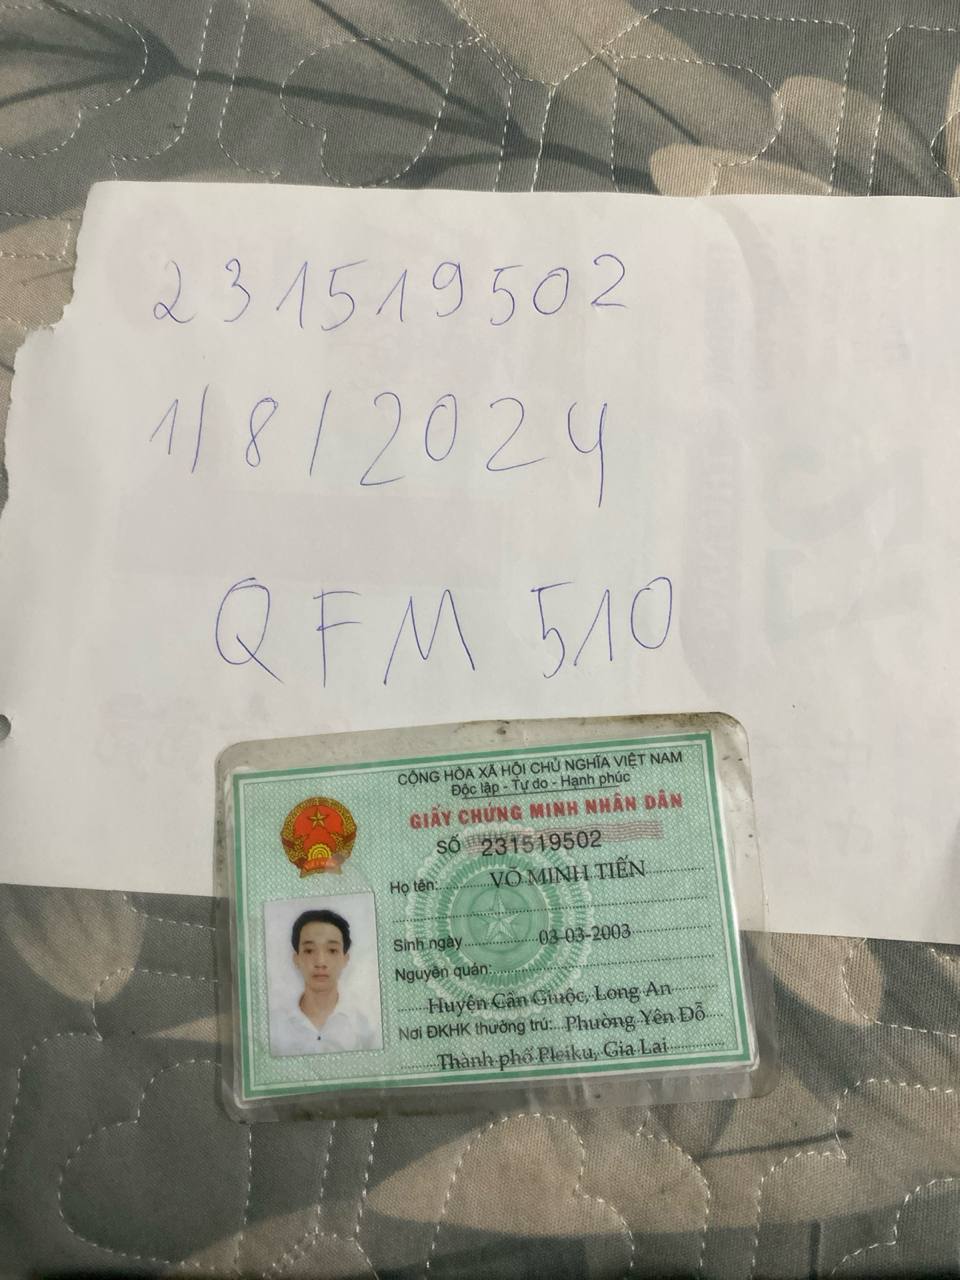 231519502
1/8/2024
QFM 510
CỘNG HÒA XÃ HỘI CHỦ NGHĨA VIỆT NAM
Độc lập - Tự do - Hạnh phúc
GIẤY CHỨNG MINH NHÂN DÂN
SỐ 231519502
Họ tên: VÕ MINH TIẾN
Sinh ngày 03-03-2003
Nguyên quán:
Huyện Cần Giuộc, Long An
Nơi ĐKHK thường trú: Phường Yên Đỗ
Thành phố Pleiku, Gia Lai